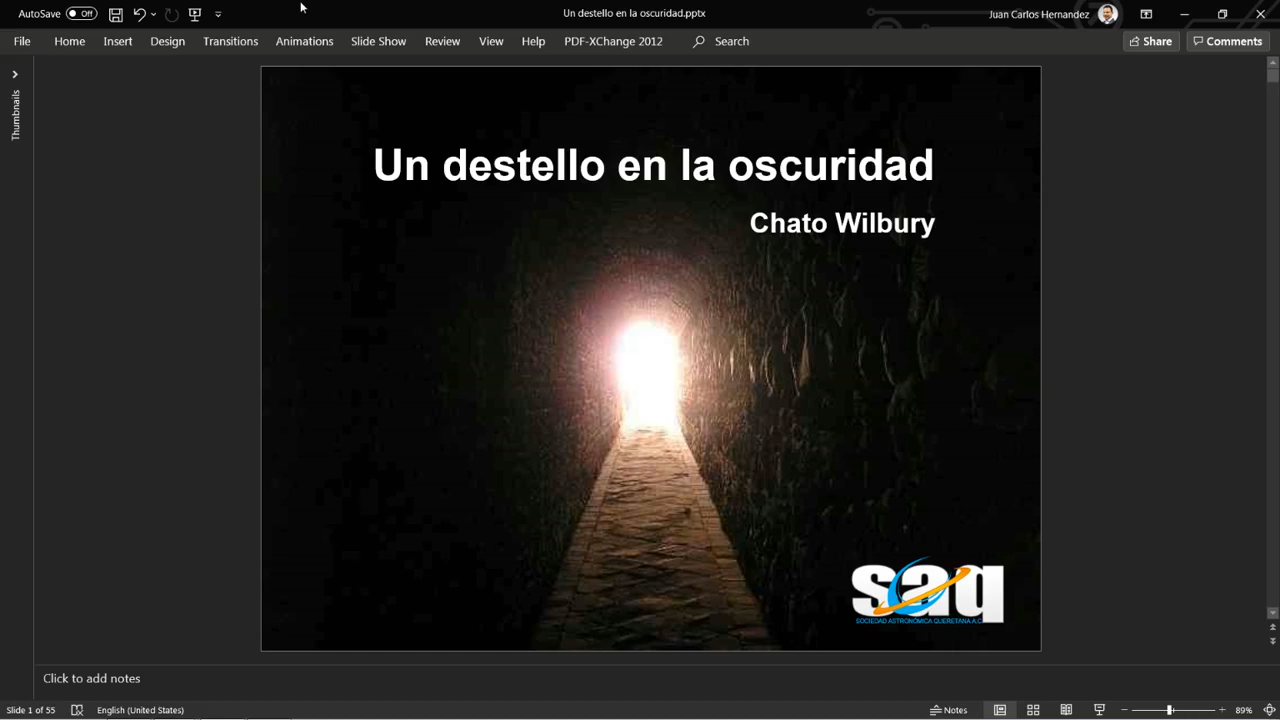 AutoSave Off
Un destello en la oscuridad.pptx
Juan Carlos Hernandez
File Home Insert Design Transitions Animations Slide Show Review View Help PDF-XChange 2012 Search Share Comments
Thumbnails
Un destello en la oscuridad
Chato Wilbury
saq
SOCIEDAD ASTRONÓMICA QUERETANA A.C.
Click to add notes
Slide 1 of 55 English (United States) Notes 89%